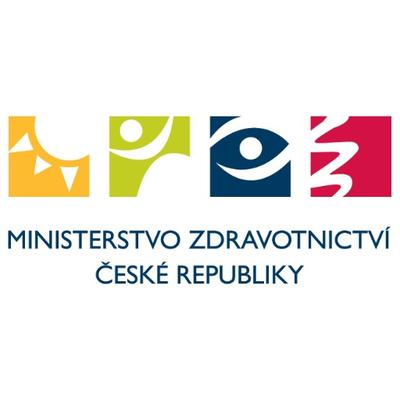 MINISTERSTVO ZDRAVOTNICTVÍ
ČESKÉ REPUBLIKY